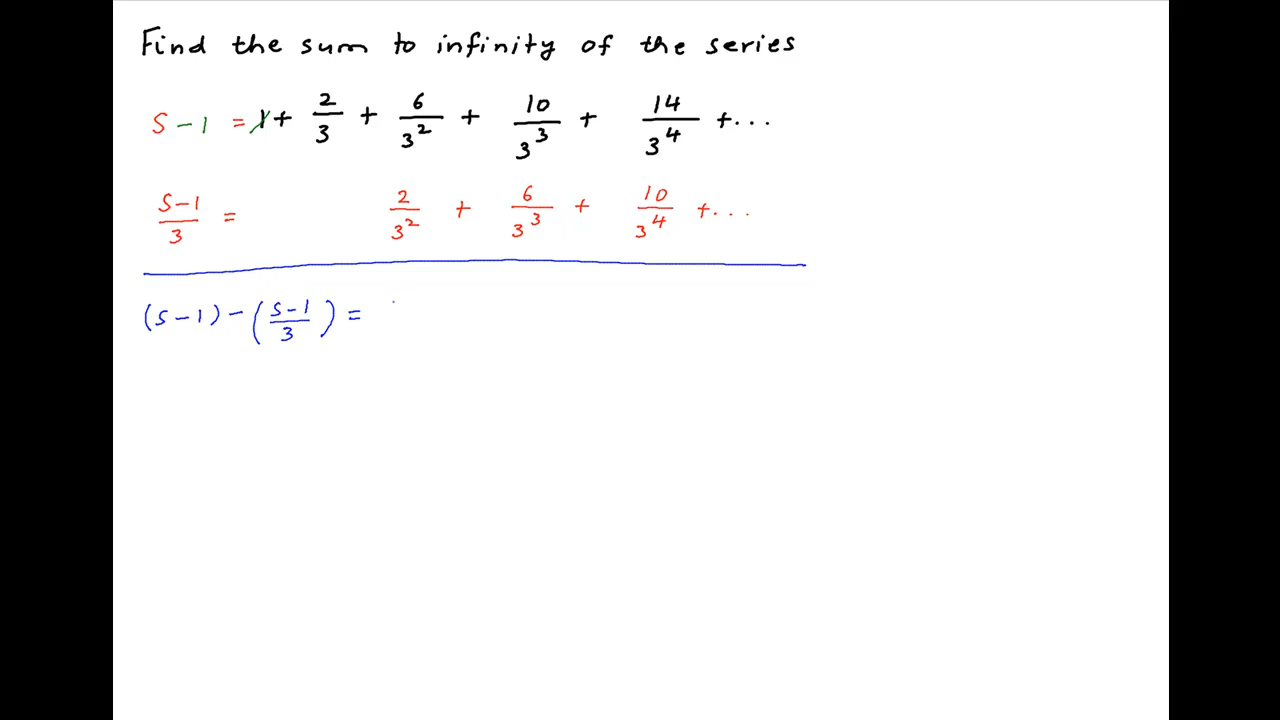 Find the sum to infinity of the series
S - 1 = 1 + 2/3 + 6/3² + 10/3³ + 14/3⁴ + ...
S-1/3 = 2/3² + 6/3³ + 10/3⁴ + ...
(S-1) - (S-1/3) =